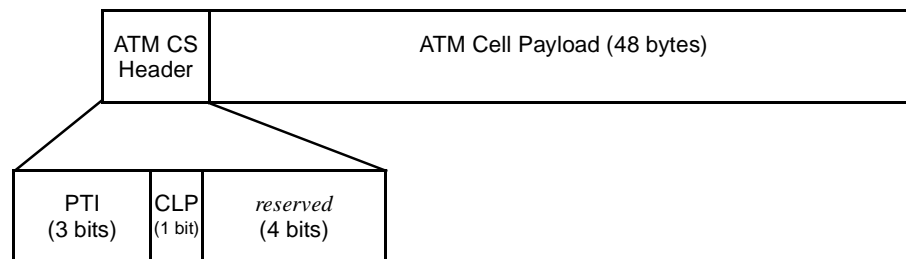 ATM CS
Header
ATM Cell Payload (48 bytes)
PTI
(3 bits)
CLP
(1 bit)
reserved
(4 bits)